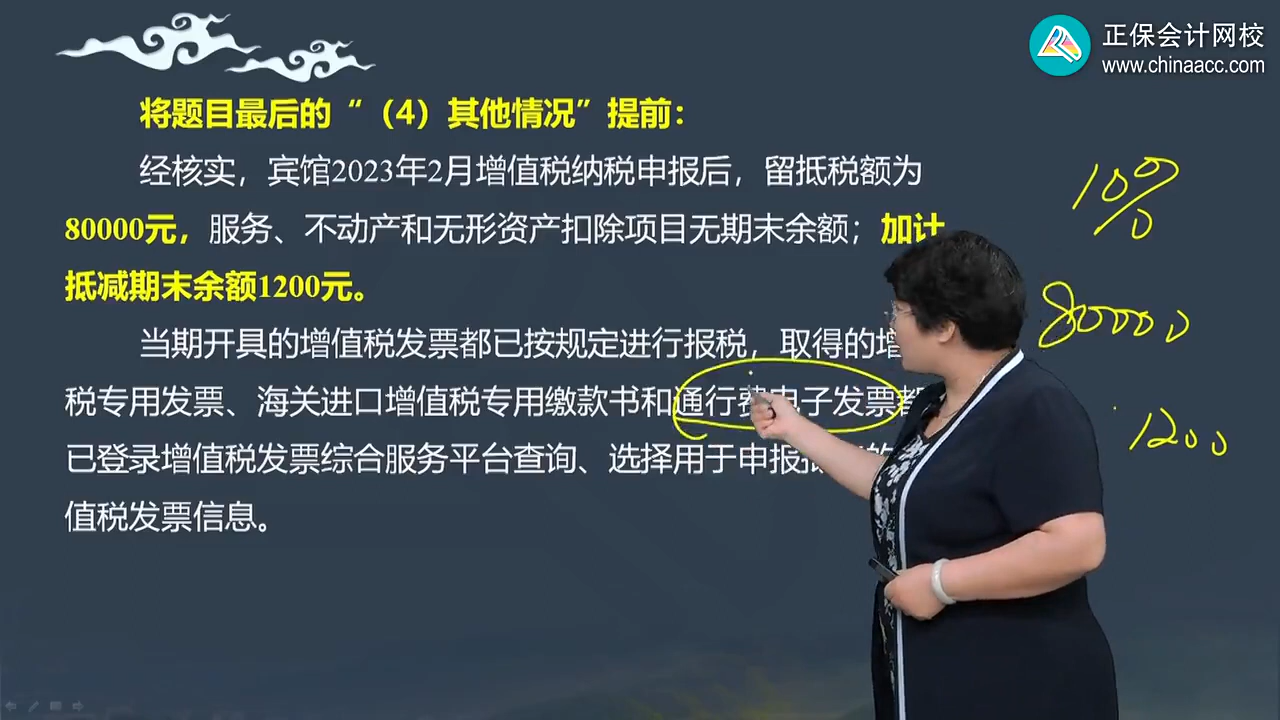 正保会计网校
www.chinaacc.com
将题目最后的“（4）其他情况”提前：
经核实，宾馆2023年2月增值税纳税申报后，留抵税额为
80000元，服务、不动产和无形资产扣除项目无期末余额；加计
抵减期末余额1200元。
当期开具的增值税发票都已按规定进行报税，取得的增
税专用发票、海关进口增值税专用缴款书和通行费电子发票都
已登录增值税发票综合服务平台查询、选择用于申报抵
值税发票信息。
10%
80000
1200